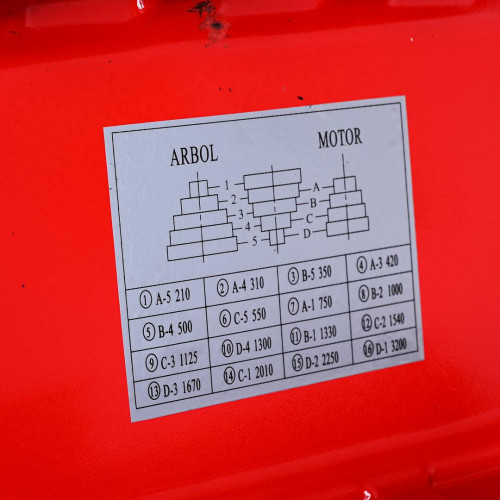 ARBOL MOTOR
1 A
2 B
3 C
4 D
5
① A-5 210 ② A-4 310 ③ B-5 350 ④ A-3 420
⑤ B-4 500 ⑥ C-5 550 ⑦ A-1 750 ⑧ B-2 1000
⑨ C-3 1125 ⑩ D-4 1300 ⑪ B-1 1330 ⑫ C-2 1540
⑬ D-3 1670 ⑭ C-1 2010 ⑮ D-2 2250 ⑯ D-1 3200